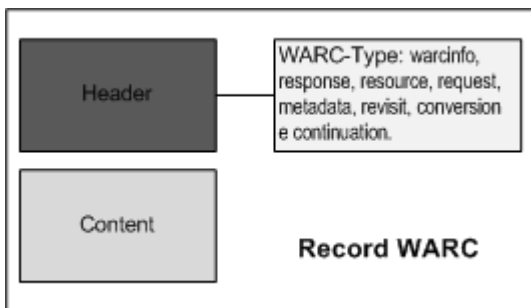 Header
WARC-Type: warcinfo,
response, resource, request,
metadata, revisit, conversion
e continuation.
Content
Record WARC